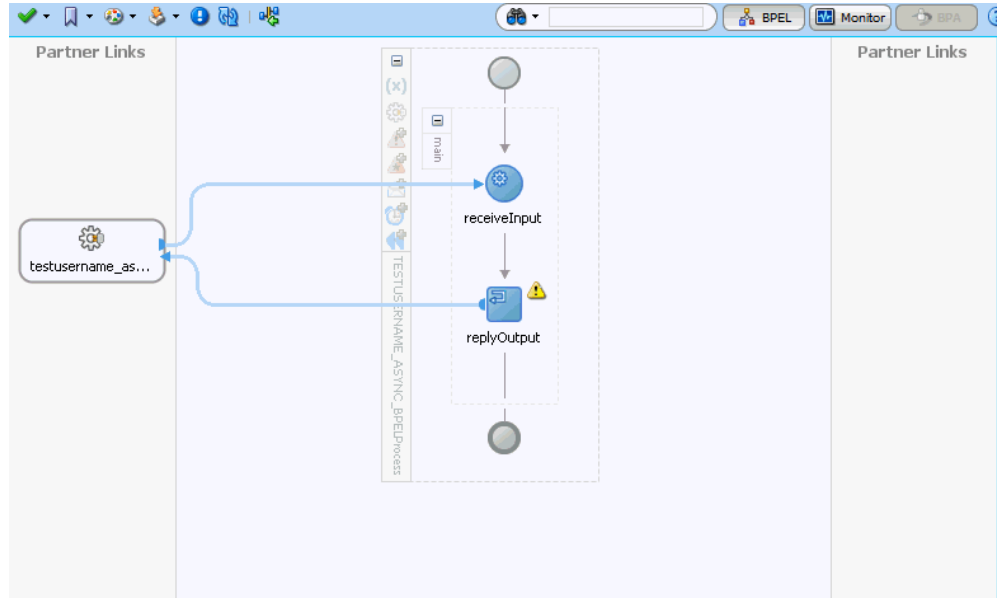 BPEL
Monitor
BPA
Partner Links
Partner Links
(x)
main
receiveInput
testusername_as...
replyOutput
TESTUSERNAME_ASYNC_BPELProcess